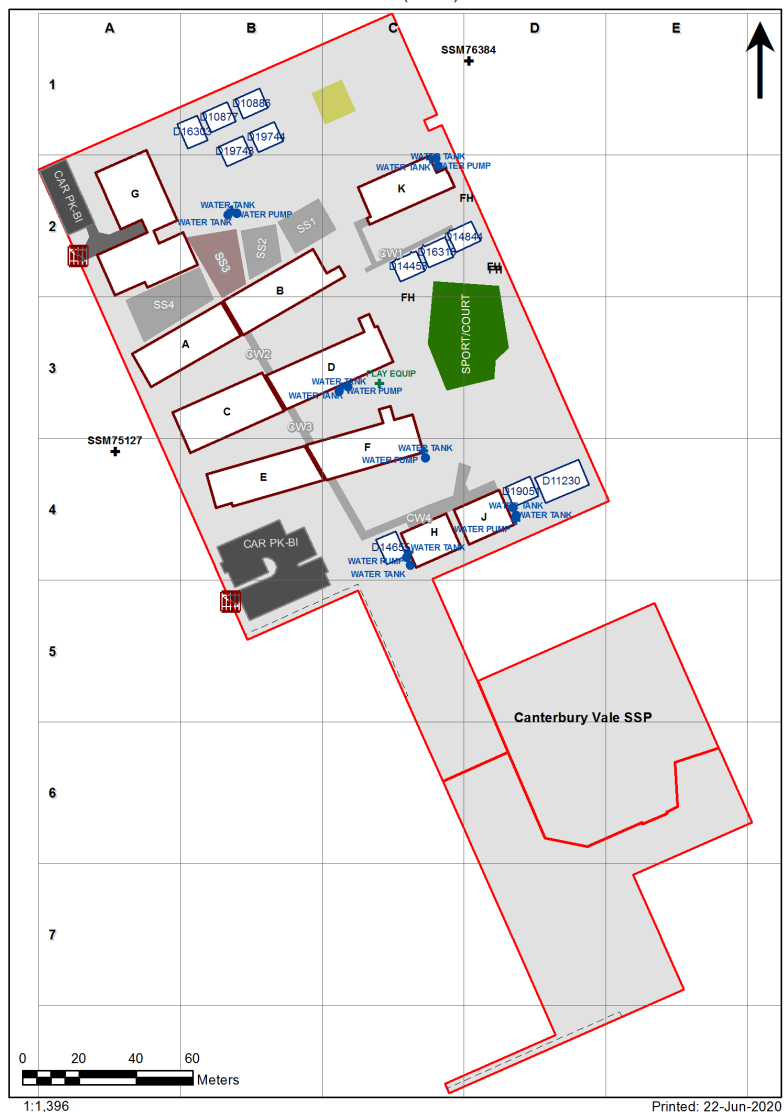 A B C D E
SSM76384
1
D10886
D10877
D16303
D19744
D19743
WATER TANK
WATER TANK
WATER PUMP
CAR PK-BI
G
K
FH
2
WATER TANK
WATER PUMP
WATER TANK
SS1
SS2
SS3
D14844
D16316
CW1
D14453
FH
FH
B
FH
SS4
SPORT/COURT
A
CW2
3
D
PLAY EQUIP
WATER TANK
WATER PUMP
WATER TANK
C
CW3
SSM75127
F
WATER TANK
WATER PUMP
E
D11230
D1905
4
WATER TANK
WATER TANK
CW4
J
WATER PUMP
H
CAR PK-BI
D1465
WATER TANK
WATER PUMP
WATER TANK
5
Canterbury Vale SSP
6
7
0 20 40 60
Meters
1:1,396
Printed: 22-Jun-2020